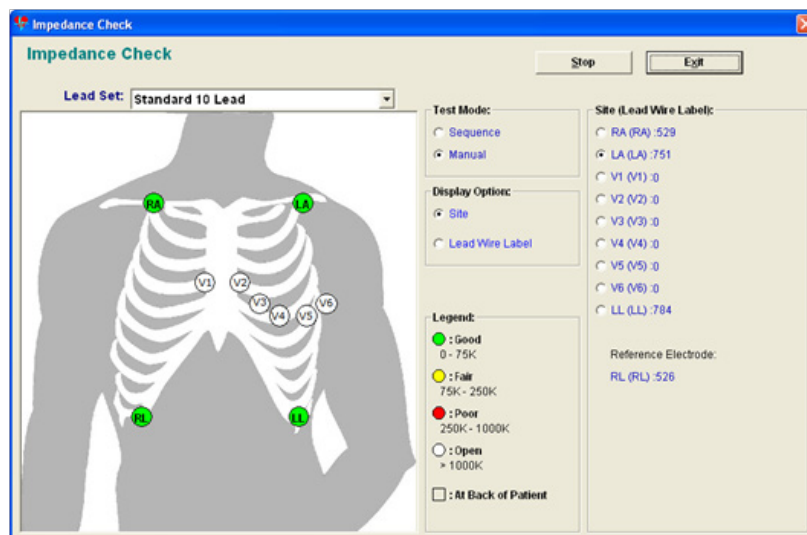 Impedance Check
Impedance Check
Stop
Exit
Lead Set: Standard 10 Lead
RA
LA
V1
V2
V3
V4
V5
V6
RL
LL
Test Mode:
Sequence
Manual
Display Option:
Site
Lead Wire Label
Legend:
: Good
0 - 75K
: Fair
75K - 250K
: Poor
250K - 1000K
: Open
> 1000K
: At Back of Patient
Site (Lead Wire Label):
RA (RA) :529
LA (LA) :751
V1 (V1) :0
V2 (V2) :0
V3 (V3) :0
V4 (V4) :0
V5 (V5) :0
V6 (V6) :0
LL (LL) :784
Reference Electrode:
RL (RL) :526